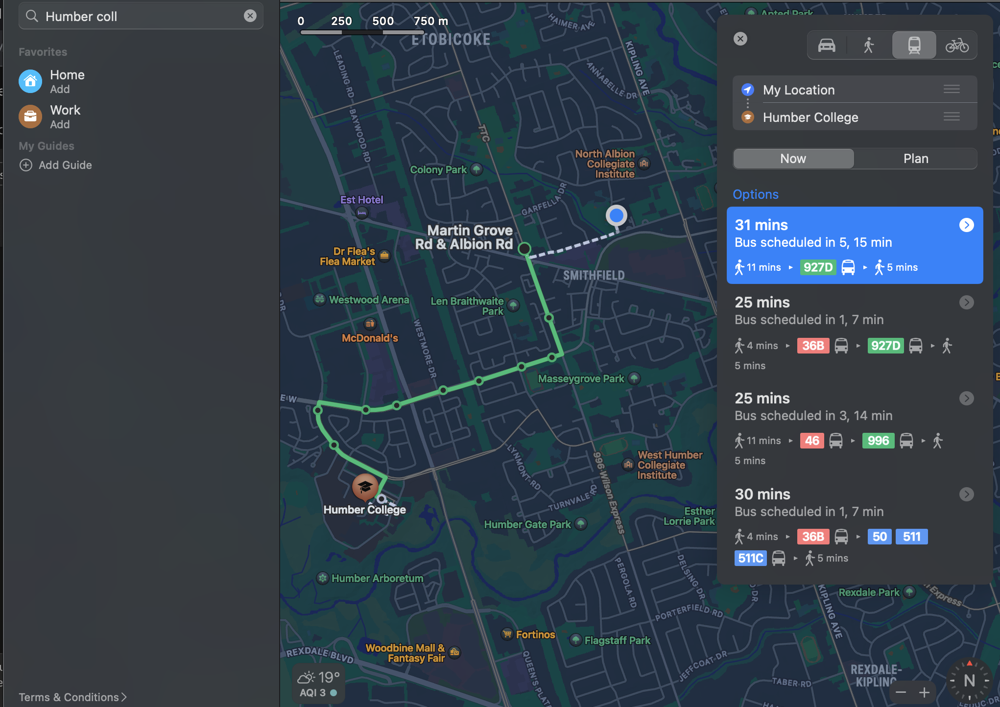 Humber coll
Favorites
Home
Add
Work
Add
My Guides
Add Guide
Terms & Conditions
0 250 500 750 m
ETOBICOKE
HAIMER AVE
LEADING RD
KIPLING AVE
ANNABELLE DR
BAYWOOD RD
TTC
North Albion
Collegiate
Institute
Colony Park
GARFELLA DR
Est Hotel
Martin Grove
Rd & Albion Rd
Dr Flea's
Flea Market
SMITHFIELD
Westwood Arena
Len Braithwaite
Park
McDonald's
WESTMORE DR
Masseygrove Park
E W
LYNMONT RD
West Humber
Collegiate
Institute
996 Wilson Express
TURNVALE RD
Humber College
Esther
Lorrie Park
Humber Gate Park
Humber Arboretum
PERGOLA RD
DELSING DR
PORTERFIELD RD
KIPLING AVE
Rexdale Park
Express
Fortinos
Flagstaff Park
Woodbine Mall &
Fantasy Fair
REXDALE BLVD
JEFFCOAT DR
TABER RD
REXDALE-
KIPLING
19°
AQI 3
N
My Location
Humber College
Now Plan
Options
31 mins
Bus scheduled in 5, 15 min
11 mins 927D 5 mins
25 mins
Bus scheduled in 1, 7 min
4 mins 36B 927D
5 mins
25 mins
Bus scheduled in 3, 14 min
11 mins 46 996
5 mins
30 mins
Bus scheduled in 1, 7 min
4 mins 36B 50 511
511C 5 mins